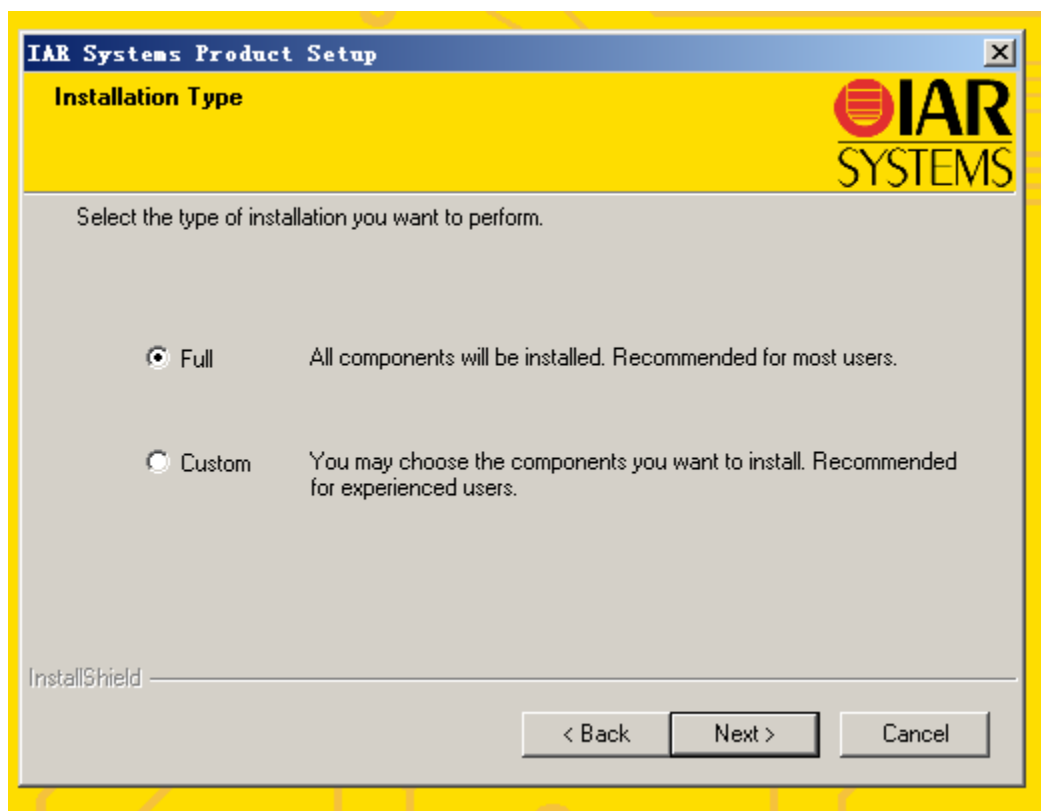 IAR Systems Product Setup
Installation Type
IAR
SYSTEMS
Select the type of installation you want to perform.
Full All components will be installed. Recommended for most users.
Custom You may choose the components you want to install. Recommended
for experienced users.
InstallShield
< Back Next > Cancel